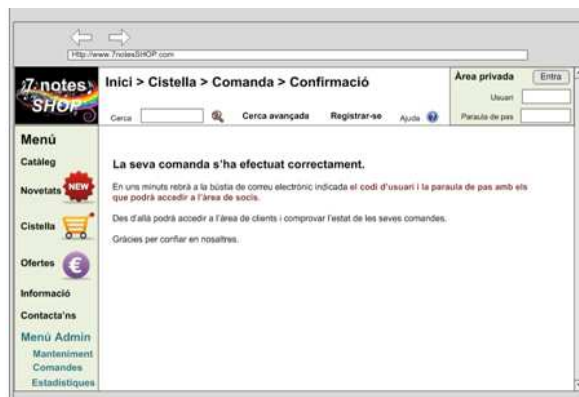 Http://www.7notesSHOP.com
7 notes
SHOP
Inici > Cistella > Comanda > Confirmació
Àrea privada
Entra
Usuari
Paraula de pas
Cerca
Cerca avançada
Registrar-se
Ajuda
Menú
Catàleg
Novetats
NEW
Cistella
Ofertes
€
Informació
Contacta'ns
Menú Admin
Manteniment
Comandes
Estadístiques
La seva comanda s'ha efectuat correctament.
En uns minuts rebrà a la bústia de correu electrònic indicada el codi d'usuari i la paraula de pas amb els
que podrà accedir a l'àrea de socis.
Des d'allà podrà accedir a l'àrea de clients i comprovar l'estat de les seves comandes.
Gràcies per confiar en nosaltres.